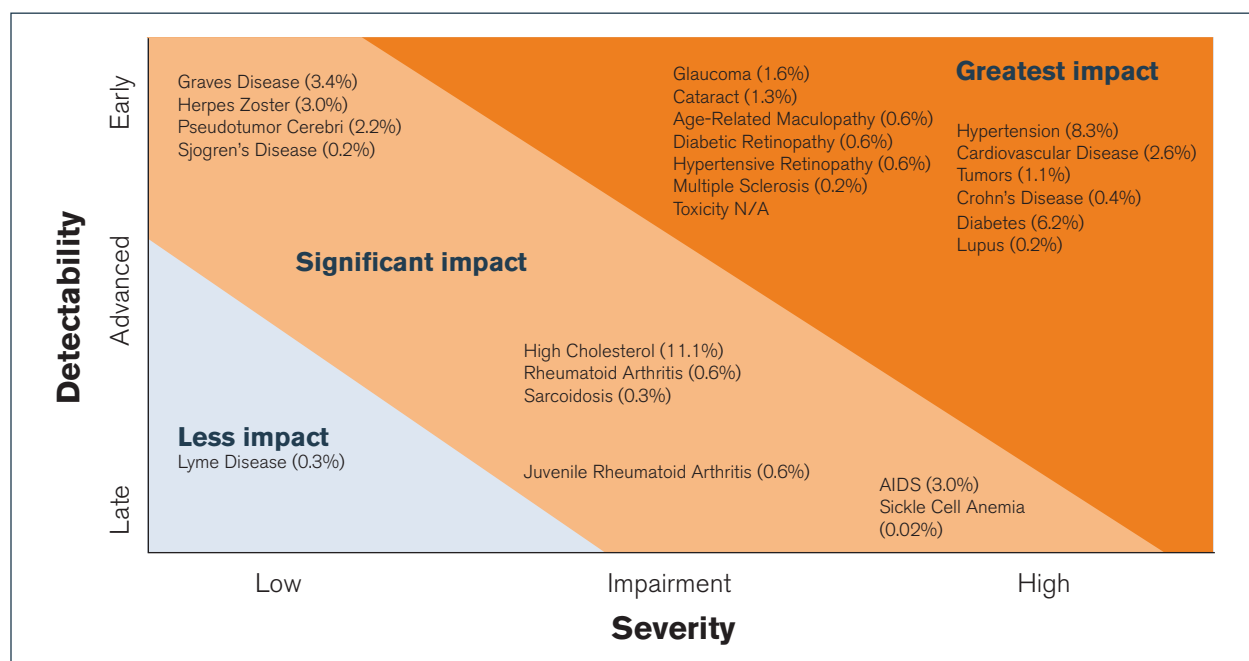 Detectability
Early
Advanced
Late
Graves Disease (3.4%)
Herpes Zoster (3.0%)
Pseudotumor Cerebri (2.2%)
Sjogren's Disease (0.2%)
Glaucoma (1.6%)
Cataract (1.3%)
Age-Related Maculopathy (0.6%)
Diabetic Retinopathy (0.6%)
Hypertensive Retinopathy (0.6%)
Multiple Sclerosis (0.2%)
Toxicity N/A
Greatest impact
Hypertension (8.3%)
Cardiovascular Disease (2.6%)
Tumors (1.1%)
Crohn's Disease (0.4%)
Diabetes (6.2%)
Lupus (0.2%)
Significant impact
High Cholesterol (11.1%)
Rheumatoid Arthritis (0.6%)
Sarcoidosis (0.3%)
Less impact
Lyme Disease (0.3%)
Juvenile Rheumatoid Arthritis (0.6%)
AIDS (3.0%)
Sickle Cell Anemia
(0.02%)
Low
Impairment
High
Severity